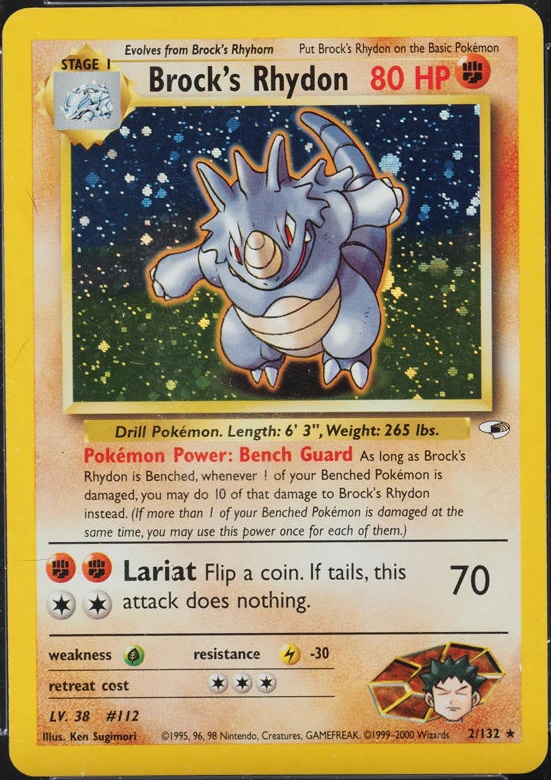 Evolves from Brock's Rhyhorn Put Brock's Rhydon on the Basic Pokémon
STAGE 1
Brock's Rhydon 80 HP
Drill Pokémon. Length: 6' 3", Weight: 265 lbs.
Pokémon Power: Bench Guard As long as Brock's
Rhydon is Benched, whenever 1 of your Benched Pokémon is
damaged, you may do 10 of that damage to Brock's Rhydon
instead. (If more than 1 of your Benched Pokémon is damaged at the
same time, you may use this power once for each of them.)
Lariat Flip a coin. If tails, this
attack does nothing.
70
weakness resistance -30
retreat cost
LV. 38 #112
Illus. Ken Sugimori ©1995, 96, 98 Nintendo, Creatures, GAMEFREAK. ©1999-2000 Wizards. 2/132 ★